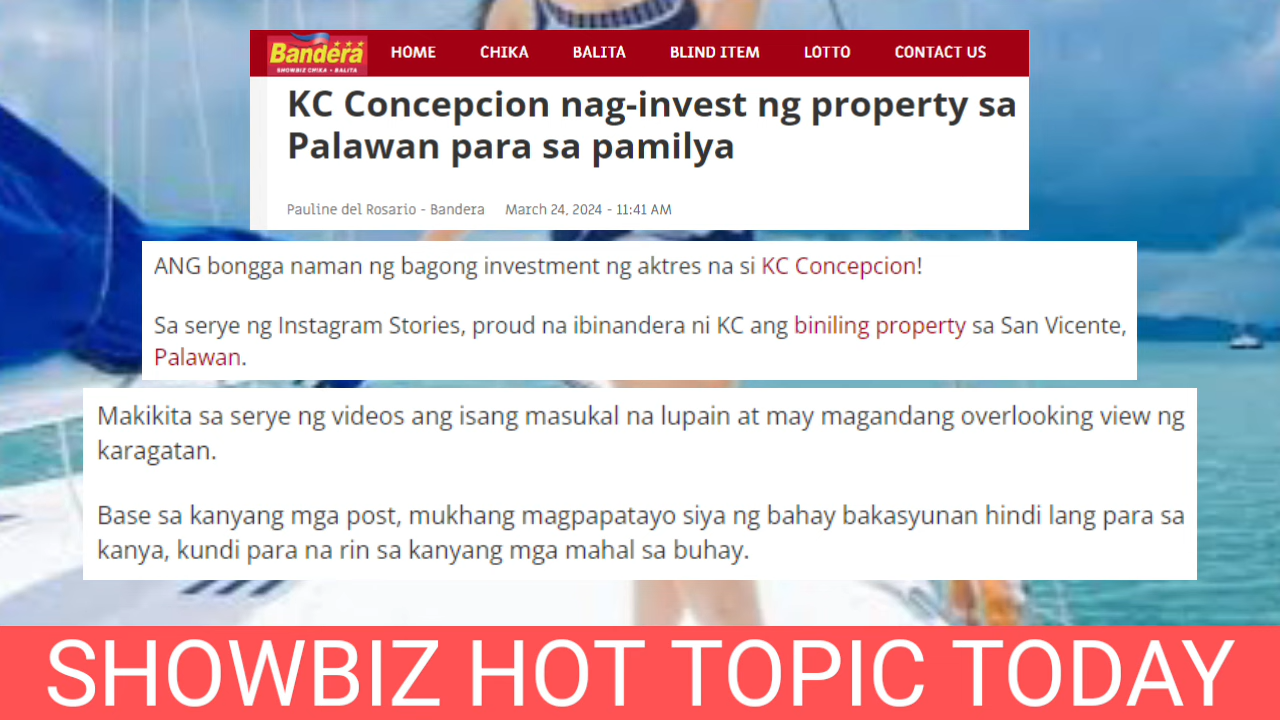 Bandera
SHOWBIZ CHIKA • BALITA
HOME CHIKA BALITA BLIND ITEM LOTTO CONTACT US
KC Concepcion nag-invest ng property sa
Palawan para sa pamilya
Pauline del Rosario - Bandera March 24, 2024 - 11:41 AM
ANG bongga naman ng bagong investment ng aktres na si KC Concepcion!
Sa serye ng Instagram Stories, proud na ibinandera ni KC ang biniling property sa San Vicente,
Palawan.
Makikita sa serye ng videos ang isang masukal na lupain at may magandang overlooking view ng
karagatan.
Base sa kanyang mga post, mukhang magpapatayo siya ng bahay bakasyunan hindi lang para sa
kanya, kundi para na rin sa kanyang mga mahal sa buhay.
SHOWBIZ HOT TOPIC TODAY